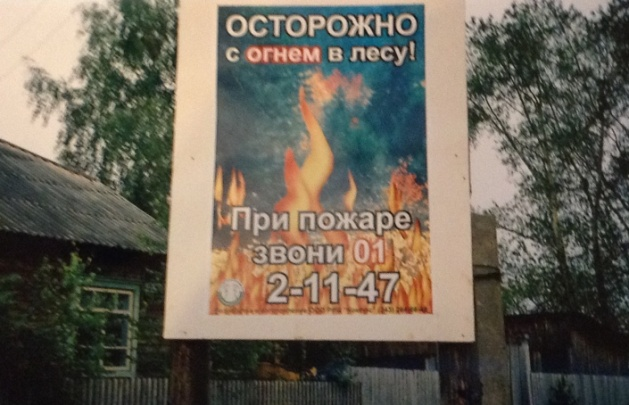 ОСТОРОЖНО
с огнем в лесу!
При пожаре
звони 01
2-11-47